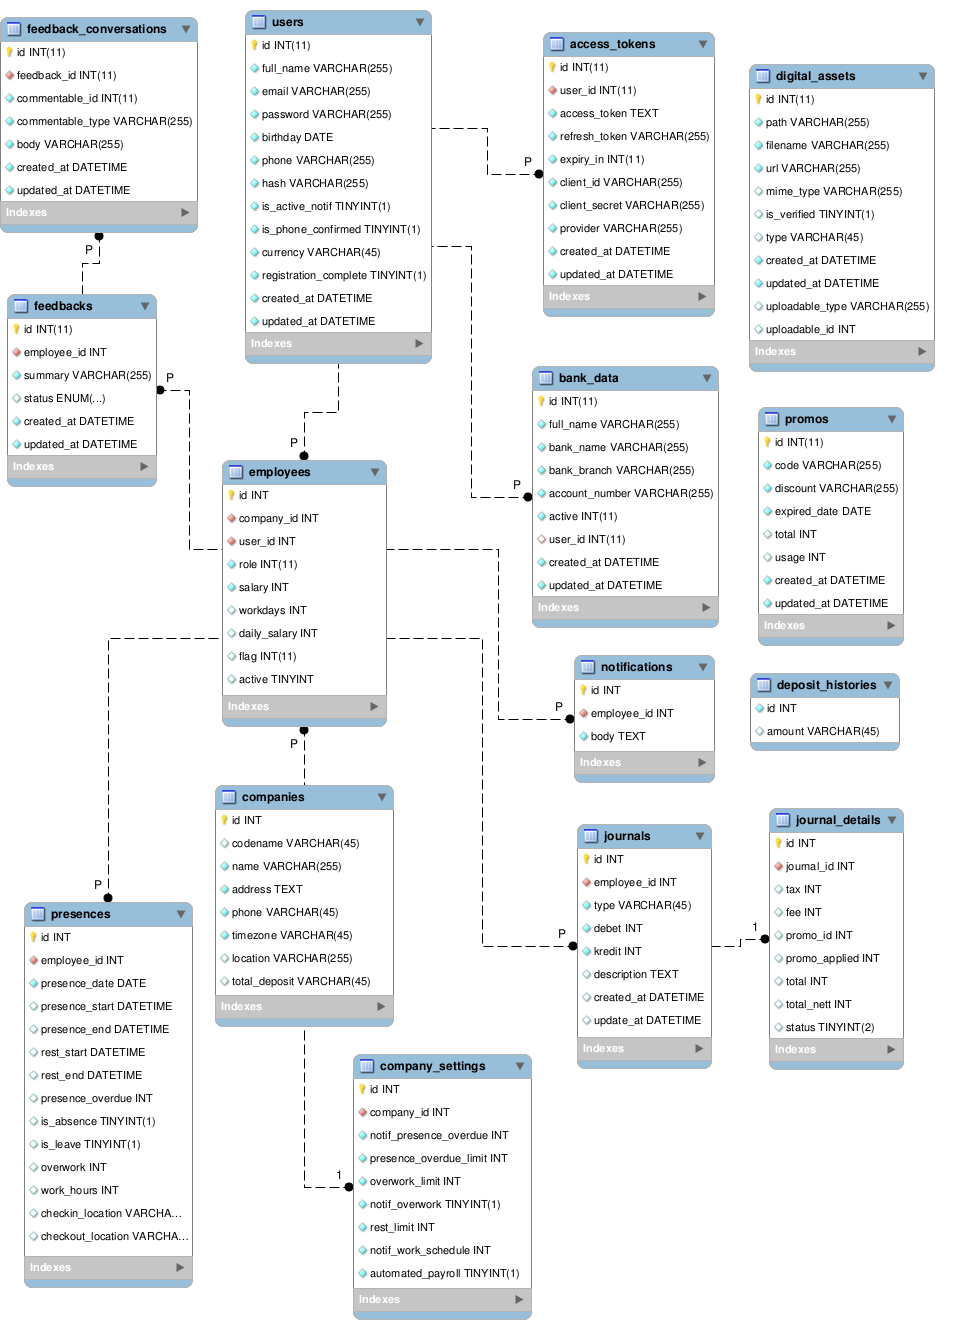 feedback_conversations
id INT(11)
feedback_id INT(11)
commentable_id INT(11)
commentable_type VARCHAR(255)
body VARCHAR(255)
created_at DATETIME
updated_at DATETIME
Indexes
P
feedbacks
id INT(11)
employee_id INT
summary VARCHAR(255)
status ENUM(...)
created_at DATETIME
updated_at DATETIME
Indexes
P
users
id INT(11)
full_name VARCHAR(255)
email VARCHAR(255)
password VARCHAR(255)
birthday DATE
phone VARCHAR(255)
hash VARCHAR(255)
is_active_notif TINYINT(1)
is_phone_confirmed TINYINT(1)
currency VARCHAR(45)
registration_complete TINYINT(1)
created_at DATETIME
updated_at DATETIME
Indexes
P
access_tokens
id INT(11)
user_id INT(11)
access_token TEXT
refresh_token VARCHAR(255)
expiry_in INT(11)
client_id VARCHAR(255)
client_secret VARCHAR(255)
provider VARCHAR(255)
created_at DATETIME
updated_at DATETIME
Indexes
P
digital_assets
id INT(11)
path VARCHAR(255)
filename VARCHAR(255)
url VARCHAR(255)
mime_type VARCHAR(255)
is_verified TINYINT(1)
type VARCHAR(45)
created_at DATETIME
updated_at DATETIME
uploadable_type VARCHAR(255)
uploadable_id INT
Indexes
bank_data
id INT(11)
full_name VARCHAR(255)
bank_name VARCHAR(255)
bank_branch VARCHAR(255)
account_number VARCHAR(255)
active INT(11)
user_id INT(11)
created_at DATETIME
updated_at DATETIME
Indexes
P
promos
id INT(11)
code VARCHAR(255)
discount VARCHAR(255)
expired_date DATE
total INT
usage INT
created_at DATETIME
updated_at DATETIME
Indexes
employees
id INT
company_id INT
user_id INT
role INT(11)
salary INT
workdays INT
daily_salary INT
flag INT(11)
active TINYINT
Indexes
P
notifications
id INT
employee_id INT
body TEXT
Indexes
P
deposit_histories
id INT
amount VARCHAR(45)
companies
id INT
codename VARCHAR(45)
name VARCHAR(255)
address TEXT
phone VARCHAR(45)
timezone VARCHAR(45)
location VARCHAR(255)
total_deposit VARCHAR(45)
Indexes
P
journals
id INT
employee_id INT
type VARCHAR(45)
debet INT
kredit INT
description TEXT
created_at DATETIME
update_at DATETIME
Indexes
1
journal_details
id INT
journal_id INT
tax INT
fee INT
promo_id INT
promo_applied INT
total INT
total_nett INT
status TINYINT(2)
Indexes
P
presences
id INT
employee_id INT
presence_date DATE
presence_start DATETIME
presence_end DATETIME
rest_start DATETIME
rest_end DATETIME
presence_overdue INT
is_absence TINYINT(1)
is_leave TINYINT(1)
overwork INT
work_hours INT
checkin_location VARCHA...
checkout_location VARCHA...
Indexes
1
company_settings
id INT
company_id INT
notif_presence_overdue INT
presence_overdue_limit INT
overwork_limit INT
notif_overwork TINYINT(1)
rest_limit INT
notif_work_schedule INT
automated_payroll TINYINT(1)
Indexes